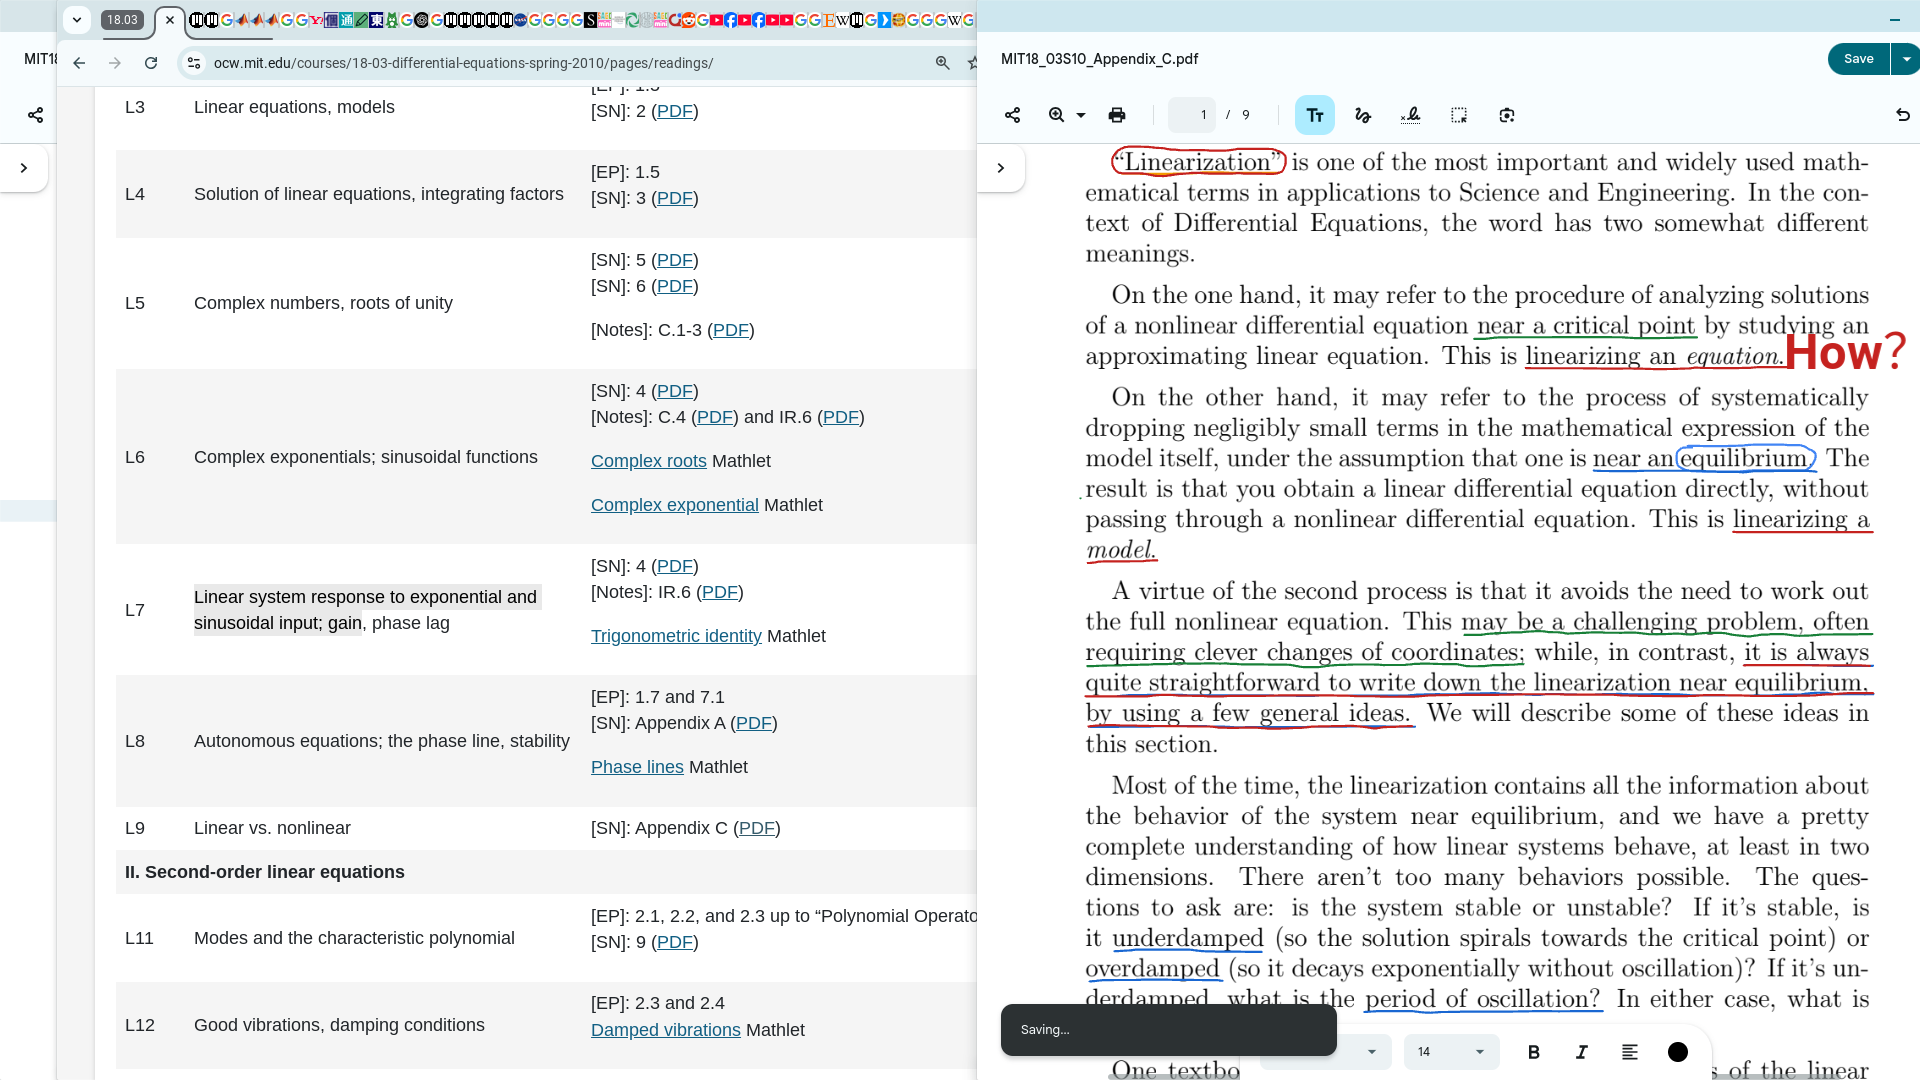 18.03
MIT18
ocw.mit.edu/courses/18-03-differential-equations-spring-2010/pages/readings/
L3
Linear equations, models
[EP]: 1.3
[SN]: 2 (PDF)
L4
Solution of linear equations, integrating factors
[EP]: 1.5
[SN]: 3 (PDF)
L5
Complex numbers, roots of unity
[SN]: 5 (PDF)
[SN]: 6 (PDF)
[Notes]: C.1-3 (PDF)
L6
Complex exponentials; sinusoidal functions
[SN]: 4 (PDF)
[Notes]: C.4 (PDF) and IR.6 (PDF)
Complex roots Mathlet
Complex exponential Mathlet
L7
Linear system response to exponential and
sinusoidal input; gain, phase lag
[SN]: 4 (PDF)
[Notes]: IR.6 (PDF)
Trigonometric identity Mathlet
L8
Autonomous equations; the phase line, stability
[EP]: 1.7 and 7.1
[SN]: Appendix A (PDF)
Phase lines Mathlet
L9
Linear vs. nonlinear
[SN]: Appendix C (PDF)
II. Second-order linear equations
L11
Modes and the characteristic polynomial
[EP]: 2.1, 2.2, and 2.3 up to “Polynomial Operato
[SN]: 9 (PDF)
L12
Good vibrations, damping conditions
[EP]: 2.3 and 2.4
Damped vibrations Mathlet
MIT18_03S10_Appendix_C.pdf
Save
1 / 9
“Linearization” is one of the most important and widely used math-
ematical terms in applications to Science and Engineering. In the con-
text of Differential Equations, the word has two somewhat different
meanings.
On the one hand, it may refer to the procedure of analyzing solutions
of a nonlinear differential equation near a critical point by studying an
approximating linear equation. This is linearizing an equation.
How?
On the other hand, it may refer to the process of systematically
dropping negligibly small terms in the mathematical expression of the
model itself, under the assumption that one is near an equilibrium. The
result is that you obtain a linear differential equation directly, without
passing through a nonlinear differential equation. This is linearizing a
model.
A virtue of the second process is that it avoids the need to work out
the full nonlinear equation. This may be a challenging problem, often
requiring clever changes of coordinates; while, in contrast, it is always
quite straightforward to write down the linearization near equilibrium,
by using a few general ideas. We will describe some of these ideas in
this section.
Most of the time, the linearization contains all the information about
the behavior of the system near equilibrium, and we have a pretty
complete understanding of how linear systems behave, at least in two
dimensions. There aren’t too many behaviors possible. The ques-
tions to ask are: is the system stable or unstable? If it’s stable, is
it underdamped (so the solution spirals towards the critical point) or
overdamped (so it decays exponentially without oscillation)? If it’s un-
derdamped, what is the period of oscillation? In either case, what is
One textbo
s of the linear
Saving...
14
B
I